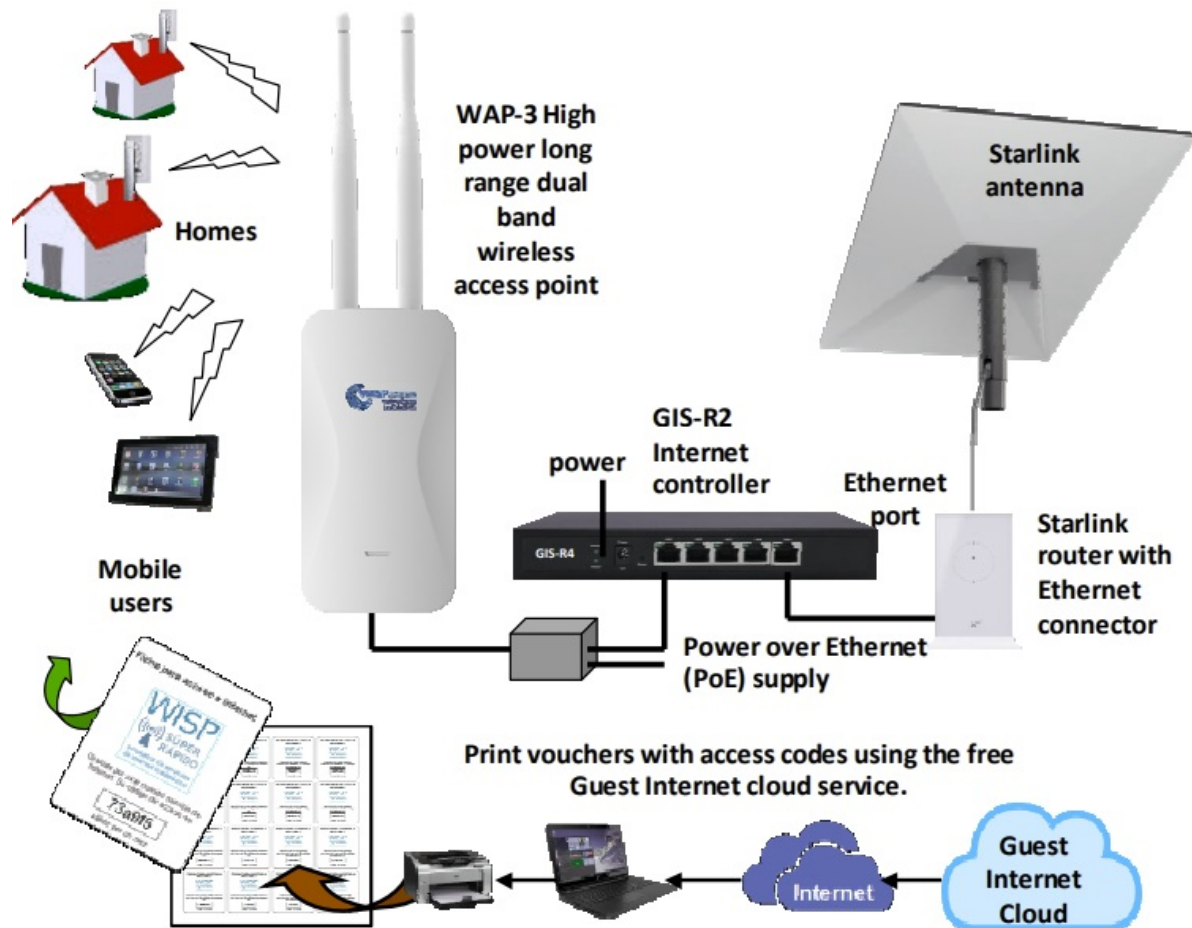 WAP-3 High
power long
range dual
band
wireless
access point
Starlink
antenna
Homes
GIS-R2
Internet
controller
power
Ethernet
port
GIS-R4
Starlink
router with
Ethernet
connector
Mobile
users
Power over Ethernet
(PoE) supply
WISP
SUPER
RÁPIDO
Print vouchers with access codes using the free
Guest Internet cloud service.
Internet
Guest
Internet
Cloud